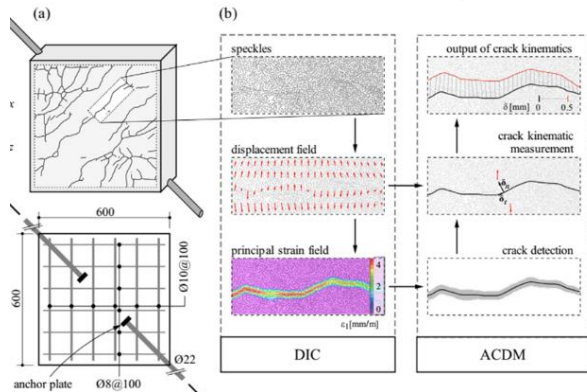 (a)
x
600
600
Ø10@100
Ø22
anchor plate
Ø8@100
(b)
speckles
displacement field
principal strain field
4
2
0
ε₁[mm/m]
DIC
output of crack kinematics
δ[mm]
0
0.5
crack kinematic
measurement
crack detection
ACDM